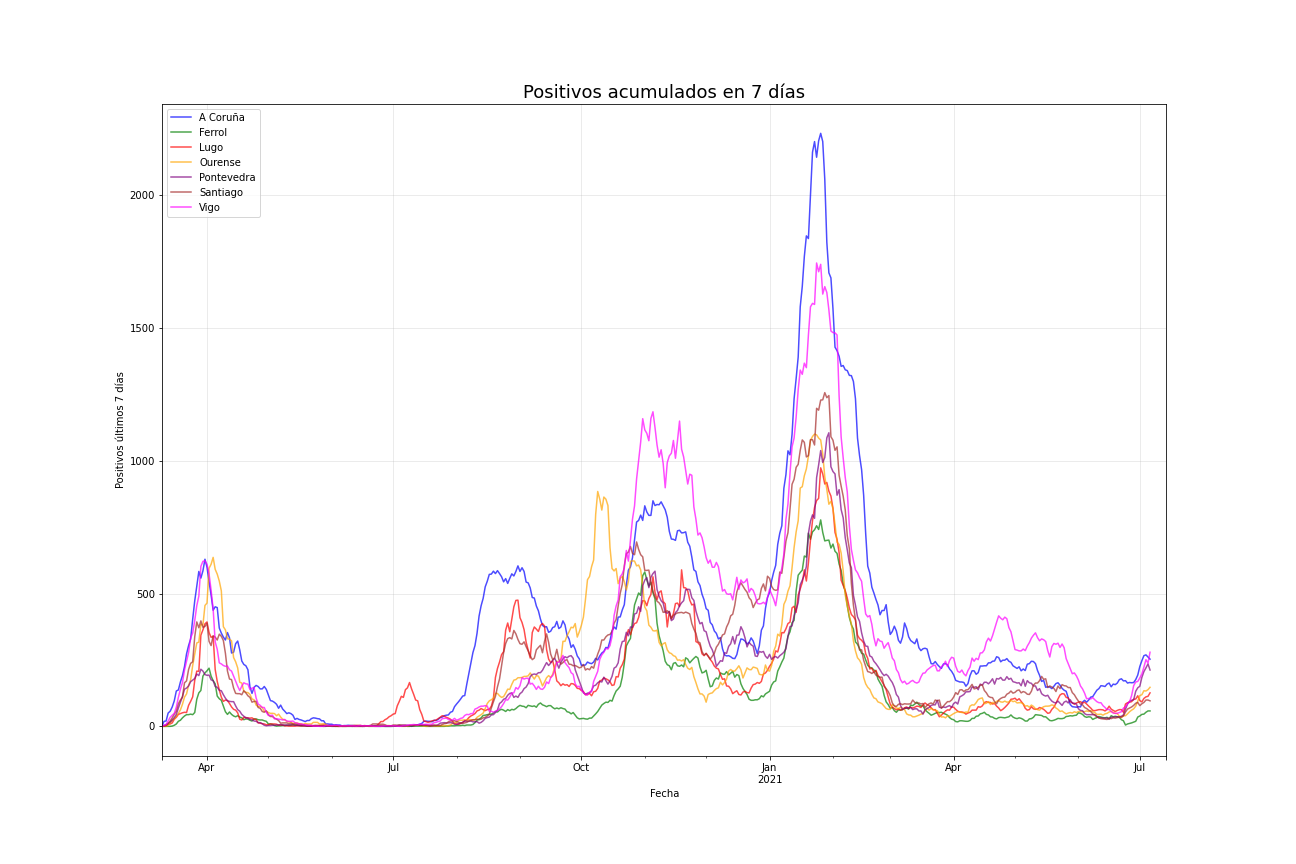 Positivos acumulados en 7 días
A Coruña
Ferrol
Lugo
Ourense
Pontevedra
Santiago
Vigo
Positivos últimos 7 días
2000
1500
1000
500
0
Apr
Jul
Oct
Jan
2021
Apr
Jul
Fecha